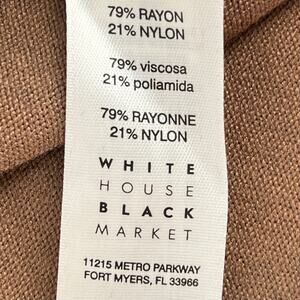 79% RAYON
21% NYLON
79% viscosa
21% poliamida
79% RAYONNE
21% NYLON
WHITE
HOUSE
BLACK
MARKET
11215 METRO PARKWAY
FORT MYERS, FL 33966